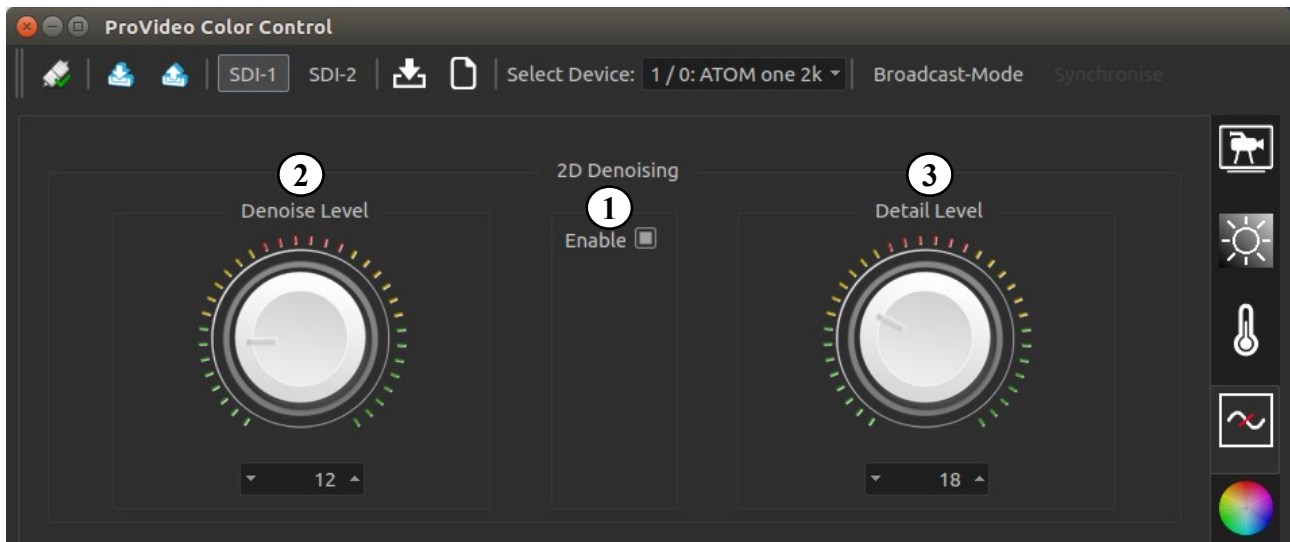 ProVideo Color Control
SDI-1 SDI-2 Select Device: 1 / 0: ATOM one 2k Broadcast-Mode Synchronise
2D Denoising
2 1 3
Denoise Level Detail Level
Enable
12 18